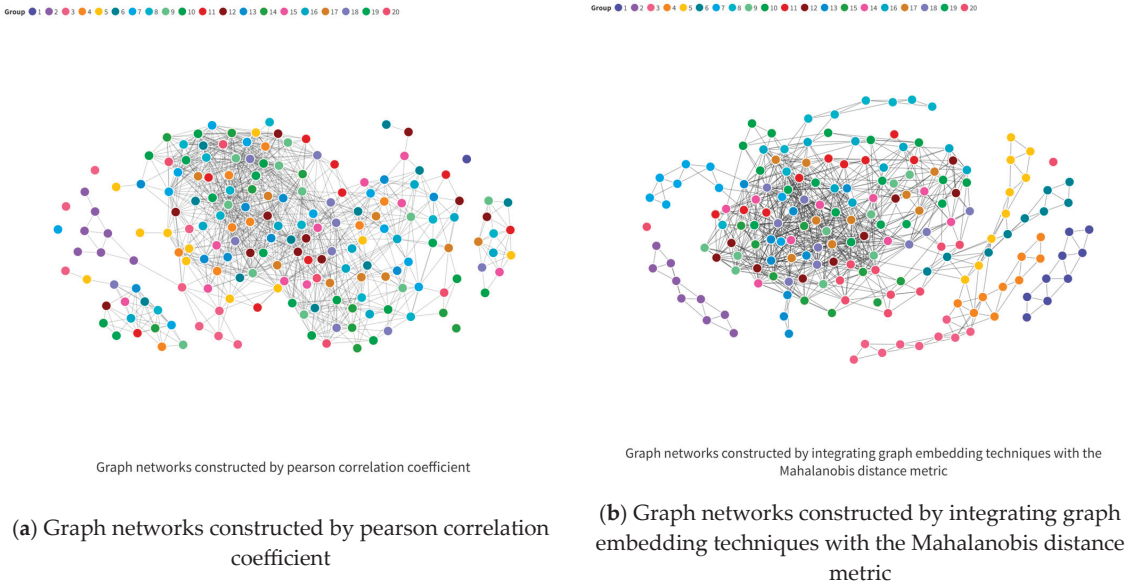 Group 1 2 3 4 5 6 7 8 9 10 11 12 13 14 15 16 17 18 19 20
Group 1 2 3 4 5 6 7 8 9 10 11 12 13 14 15 16 17 18 19 20
Graph networks constructed by pearson correlation coefficient
Graph networks constructed by integrating graph embedding techniques with the
Mahalanobis distance metric
(a) Graph networks constructed by pearson correlation
coefficient
(b) Graph networks constructed by integrating graph
embedding techniques with the Mahalanobis distance
metric